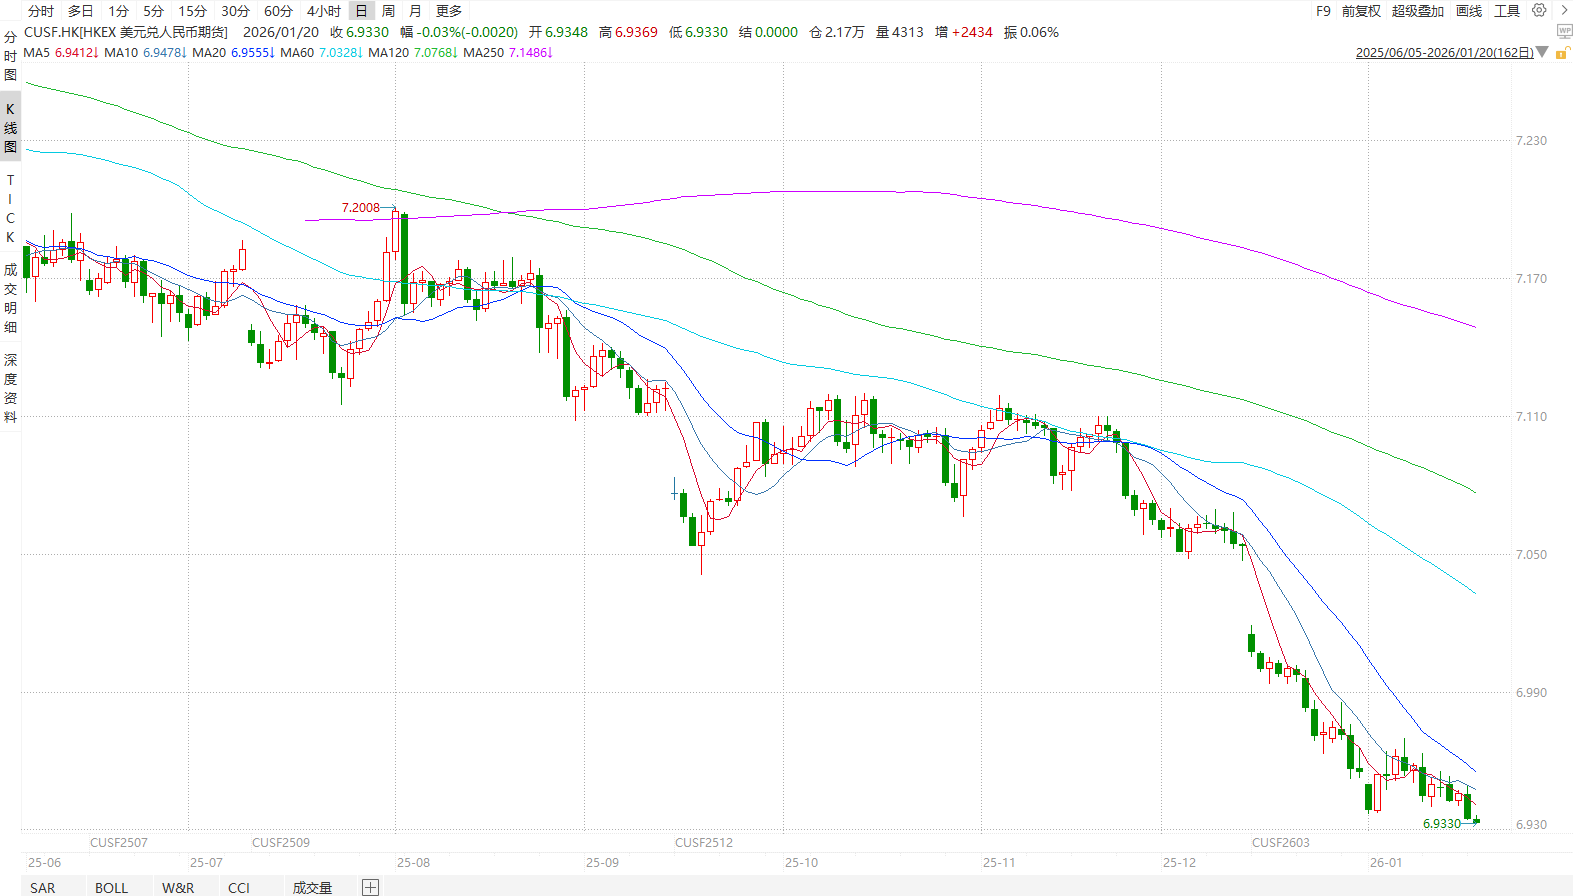 分时 多日 1分 5分 15分 30分 60分 4小时 日 周 月 更多 F9 前复权 超级叠加 画线 工具
CUSF.HK[HKEX 美元兑人民币期货] 2026/01/20 收 6.9330 幅 -0.03%(-0.0020) 开 6.9348 高 6.9369 低 6.9330 结 0.0000 仓 2.17万 量 4313 增 +2434 振 0.06%
WP
MA5 6.9412↓ MA10 6.9478↓ MA20 6.9555↓ MA60 7.0328↓ MA120 7.0768↓ MA250 7.1486↓
2025/06/05-2026/01/20(162日)
分时图
K线图
TICK
成交明细
深度资料
7.230
7.2008
7.170
7.110
7.050
6.990
6.9330
6.930
CUSF2507 CUSF2509 CUSF2512 CUSF2603
25-06 25-07 25-08 25-09 25-10 25-11 25-12 26-01
SAR BOLL W&R CCI 成交量